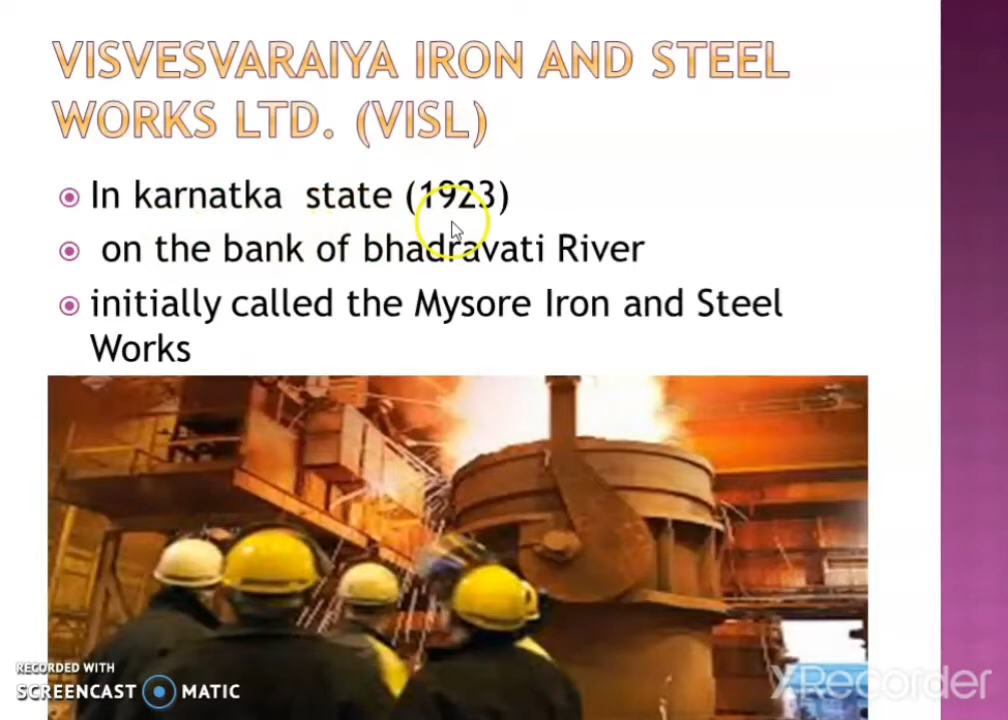 VISVESVARAIYA IRON AND STEEL
WORKS LTD. (VISL)
In karnatka state (1923)
on the bank of bhadravati River
initially called the Mysore Iron and Steel
Works
RECORDED WITH
SCREENCAST MATIC
XRecorder